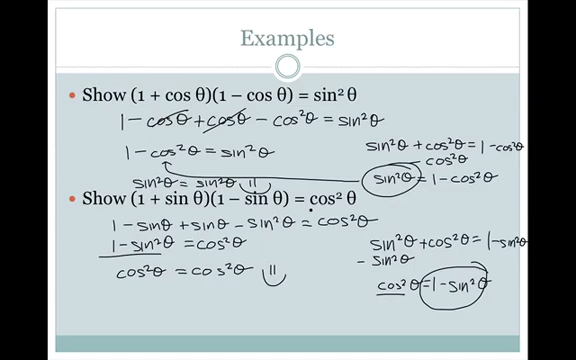 Examples
• Show (1 + cos θ)(1 − cos θ) = sin² θ
1 − cosθ + cosθ − cos²θ = sin²θ
1 − cos²θ = sin²θ
sin²θ = sin²θ
sin²θ + cos²θ = 1 − cos²θ
− cos²θ
sin²θ = 1 − cos²θ
• Show (1 + sin θ)(1 − sin θ) = cos² θ
1 − sinθ + sinθ − sin²θ = cos²θ
1 − sin²θ = cos²θ
cos²θ = cos²θ
sin²θ + cos²θ = 1 − sin²θ
− sin²θ
cos²θ = 1 − sin²θ